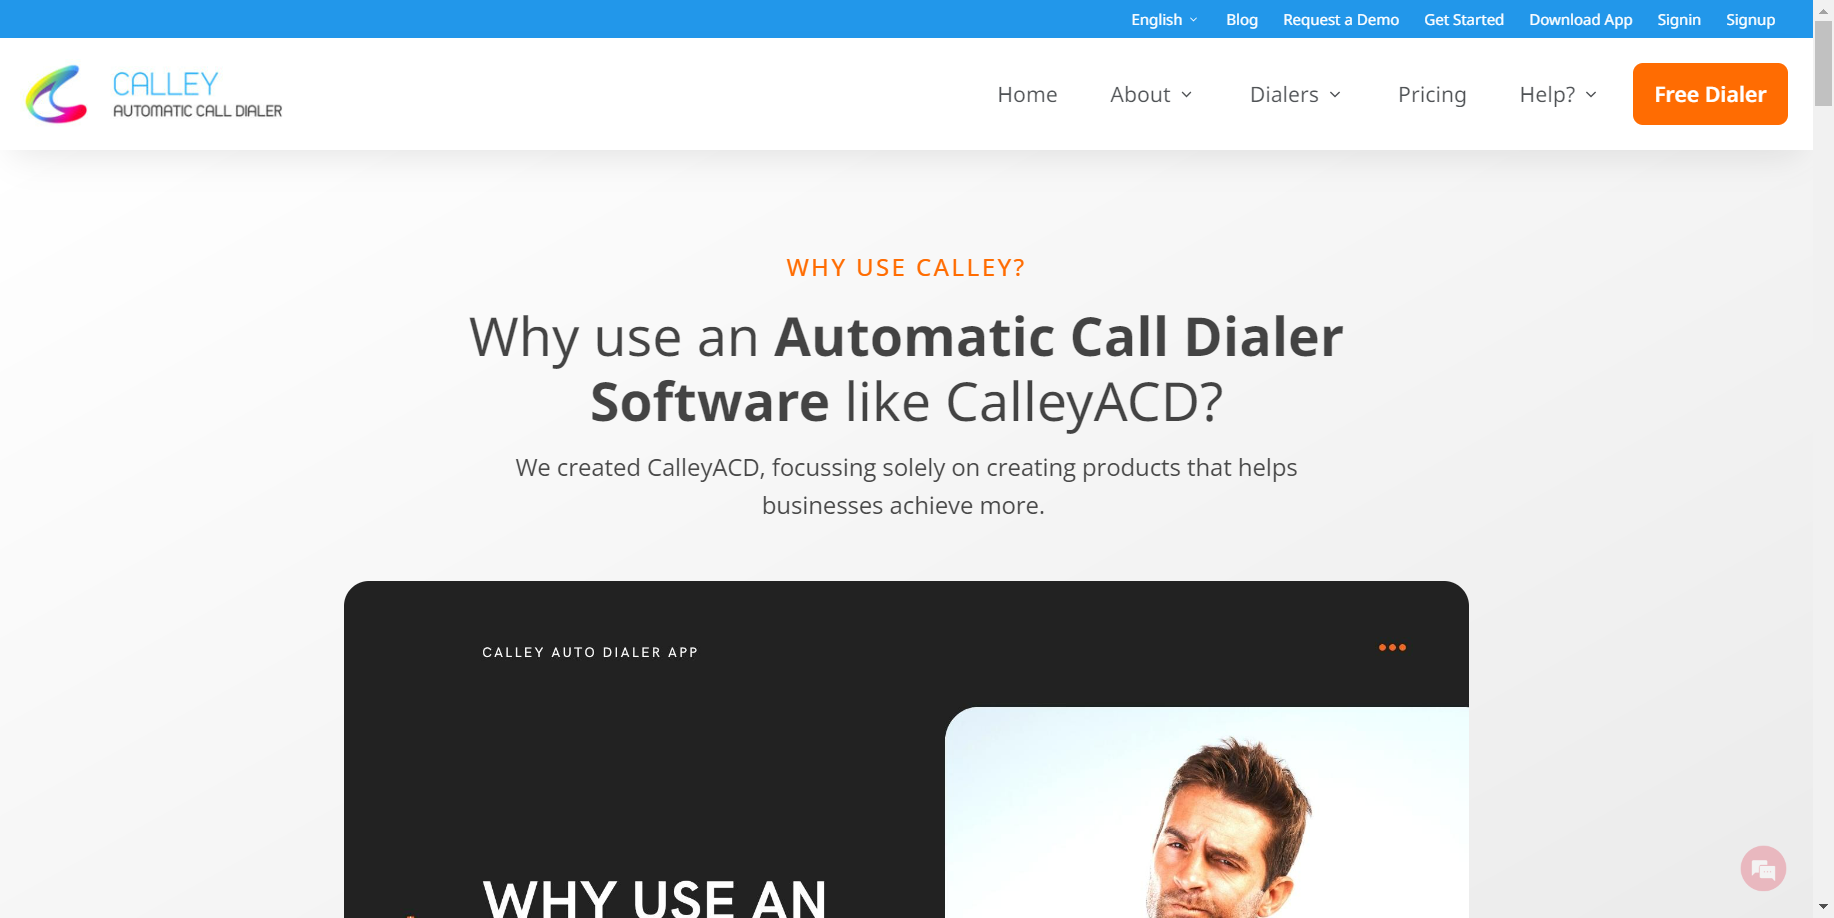 English
Blog
Request a Demo
Get Started
Download App
Signin
Signup
CALLEY
AUTOMATIC CALL DIALER
Home
About
Dialers
Pricing
Help?
Free Dialer
WHY USE CALLEY?
Why use an Automatic Call Dialer
Software like CalleyACD?
We created CalleyACD, focussing solely on creating products that helps
businesses achieve more.
CALLEY AUTO DIALER APP
WHY USE AN